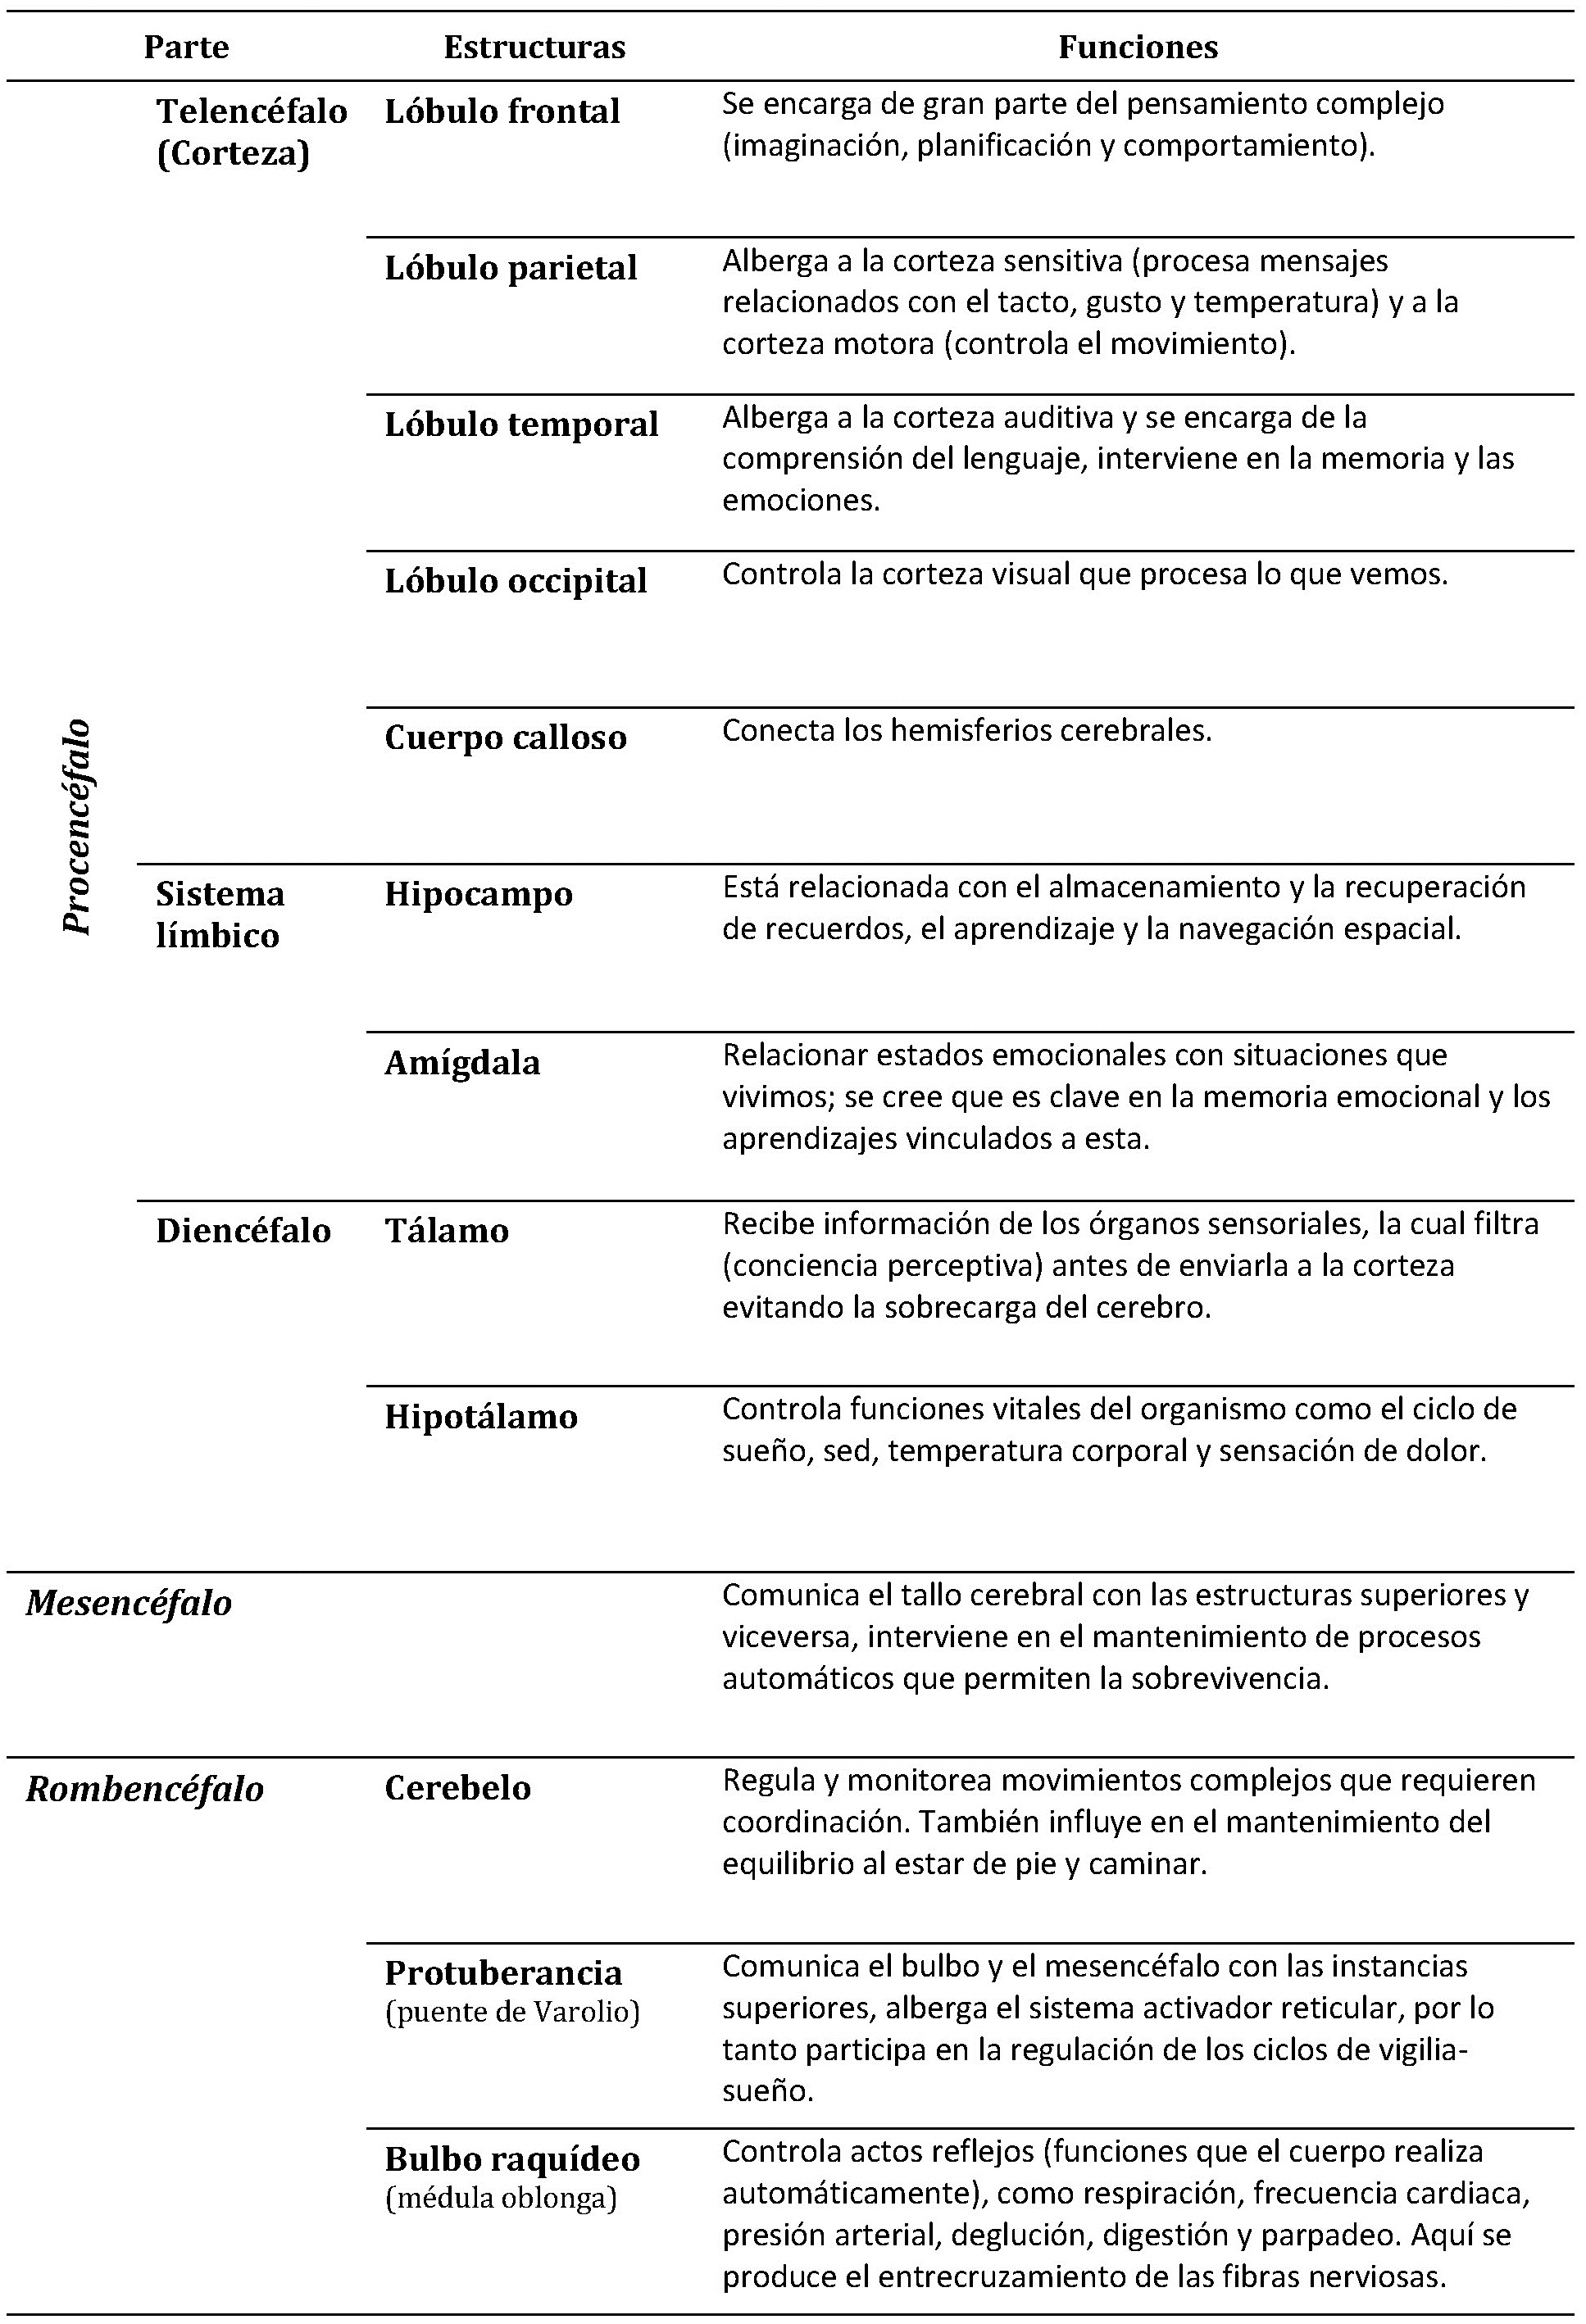 Parte Estructuras Funciones
Procencéfalo
Telencéfalo
(Corteza)
Lóbulo frontal
Se encarga de gran parte del pensamiento complejo
(imaginación, planificación y comportamiento).
Lóbulo parietal
Alberga a la corteza sensitiva (procesa mensajes
relacionados con el tacto, gusto y temperatura) y a la
corteza motora (controla el movimiento).
Lóbulo temporal
Alberga a la corteza auditiva y se encarga de la
comprensión del lenguaje, interviene en la memoria y las
emociones.
Lóbulo occipital
Controla la corteza visual que procesa lo que vemos.
Cuerpo calloso
Conecta los hemisferios cerebrales.
Sistema
límbico
Hipocampo
Está relacionada con el almacenamiento y la recuperación
de recuerdos, el aprendizaje y la navegación espacial.
Amígdala
Relacionar estados emocionales con situaciones que
vivimos; se cree que es clave en la memoria emocional y los
aprendizajes vinculados a esta.
Diencéfalo
Tálamo
Recibe información de los órganos sensoriales, la cual filtra
(conciencia perceptiva) antes de enviarla a la corteza
evitando la sobrecarga del cerebro.
Hipotálamo
Controla funciones vitales del organismo como el ciclo de
sueño, sed, temperatura corporal y sensación de dolor.
Mesencéfalo
Comunica el tallo cerebral con las estructuras superiores y
viceversa, interviene en el mantenimiento de procesos
automáticos que permiten la sobrevivencia.
Rombencéfalo
Cerebelo
Regula y monitorea movimientos complejos que requieren
coordinación. También influye en el mantenimiento del
equilibrio al estar de pie y caminar.
Protuberancia
(puente de Varolio)
Comunica el bulbo y el mesencéfalo con las instancias
superiores, alberga el sistema activador reticular, por lo
tanto participa en la regulación de los ciclos de vigilia-
sueño.
Bulbo raquídeo
(médula oblonga)
Controla actos reflejos (funciones que el cuerpo realiza
automáticamente), como respiración, frecuencia cardiaca,
presión arterial, deglución, digestión y parpadeo. Aquí se
produce el entrecruzamiento de las fibras nerviosas.